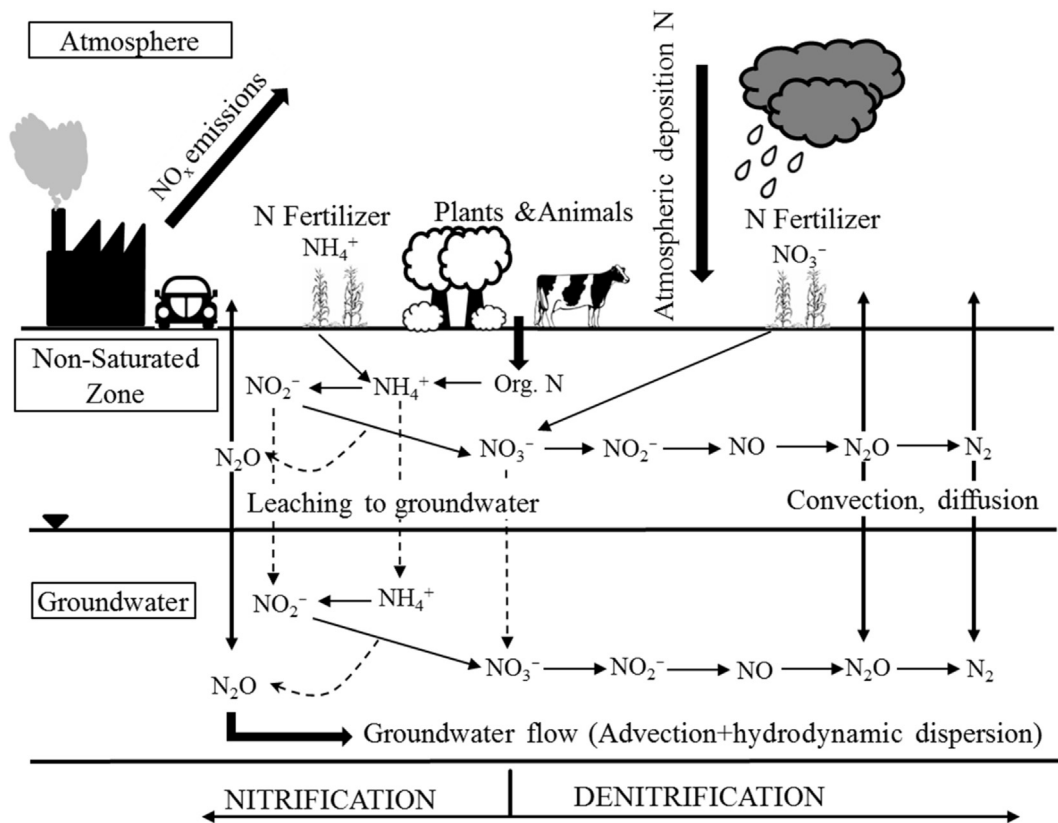 Atmosphere
NOₓ emissions
Atmospheric deposition N
N Fertilizer
NH₄⁺
Plants &Animals
N Fertilizer
NO₃⁻
Non-Saturated
Zone
NO₂⁻
NH₄⁺
Org. N
N₂O
NO₃⁻
NO₂⁻
NO
N₂O
N₂
Leaching to groundwater
Convection, diffusion
Groundwater
NO₂⁻
NH₄⁺
N₂O
NO₃⁻
NO₂⁻
NO
N₂O
N₂
Groundwater flow (Advection+hydrodynamic dispersion)
NITRIFICATION
DENITRIFICATION